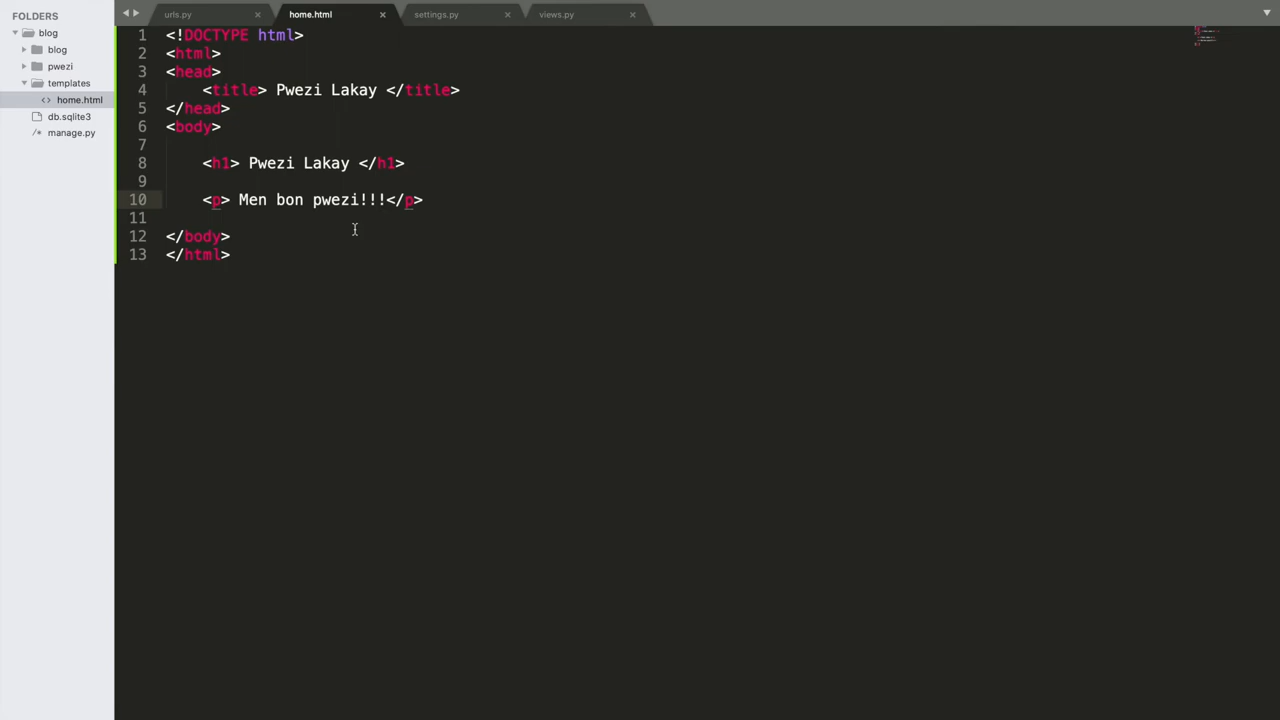 FOLDERS
blog
blog
pwezi
templates
<> home.html
db.sqlite3
/* manage.py
urls.py × home.html × settings.py × views.py ×
1 <!DOCTYPE html>
2 <html>
3 <head>
4 <title> Pwezi Lakay </title>
5 </head>
6 <body>
7
8 <h1> Pwezi Lakay </h1>
9
10 <p> Men bon pwezi!!!</p>
11
12 </body>
13 </html>